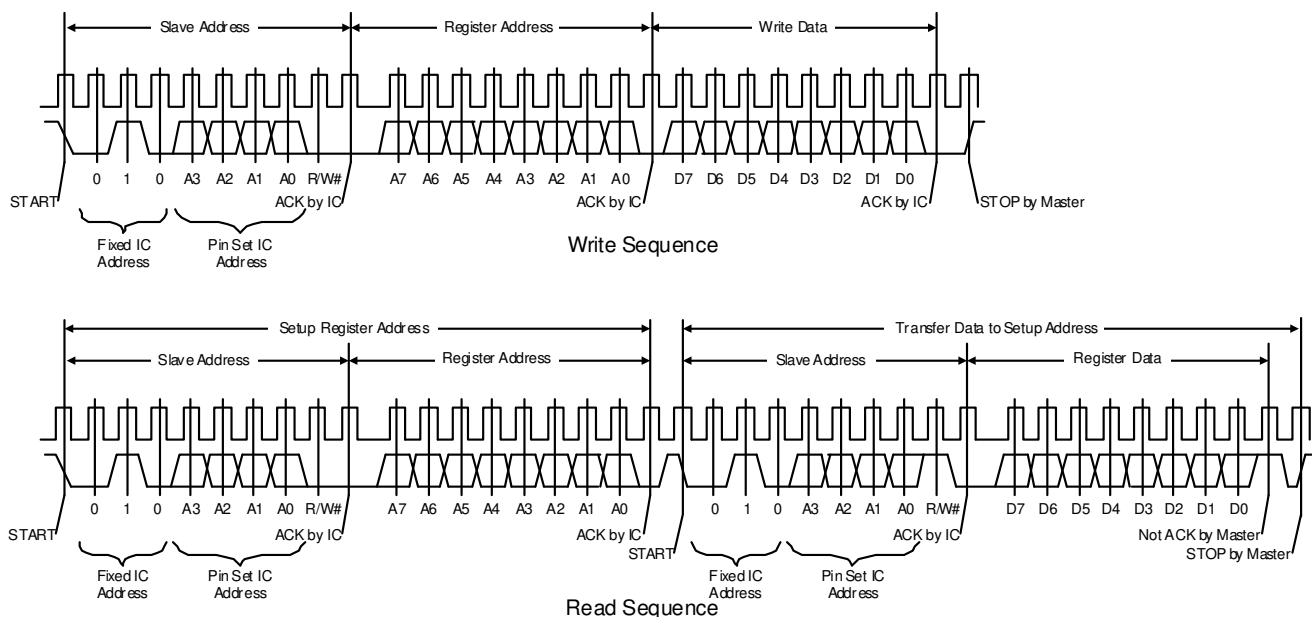 Slave Address Register Address Write Data
0 1 0 A3 A2 A1 A0 R/W# A7 A6 A5 A4 A3 A2 A1 A0 D7 D6 D5 D4 D3 D2 D1 D0
START ACK by IC ACK by IC ACK by IC STOP by Master
Fixed IC Address Pin Set IC Address
Write Sequence
Setup Register Address Transfer Data to Setup Address
Slave Address Register Address Slave Address Register Data
0 1 0 A3 A2 A1 A0 R/W# A7 A6 A5 A4 A3 A2 A1 A0 0 1 0 A3 A2 A1 A0 R/W# D7 D6 D5 D4 D3 D2 D1 D0
START ACK by IC ACK by IC ACK by IC Not ACK by Master
START STOP by Master
Fixed IC Address Pin Set IC Address Fixed IC Address Pin Set IC Address
Read Sequence